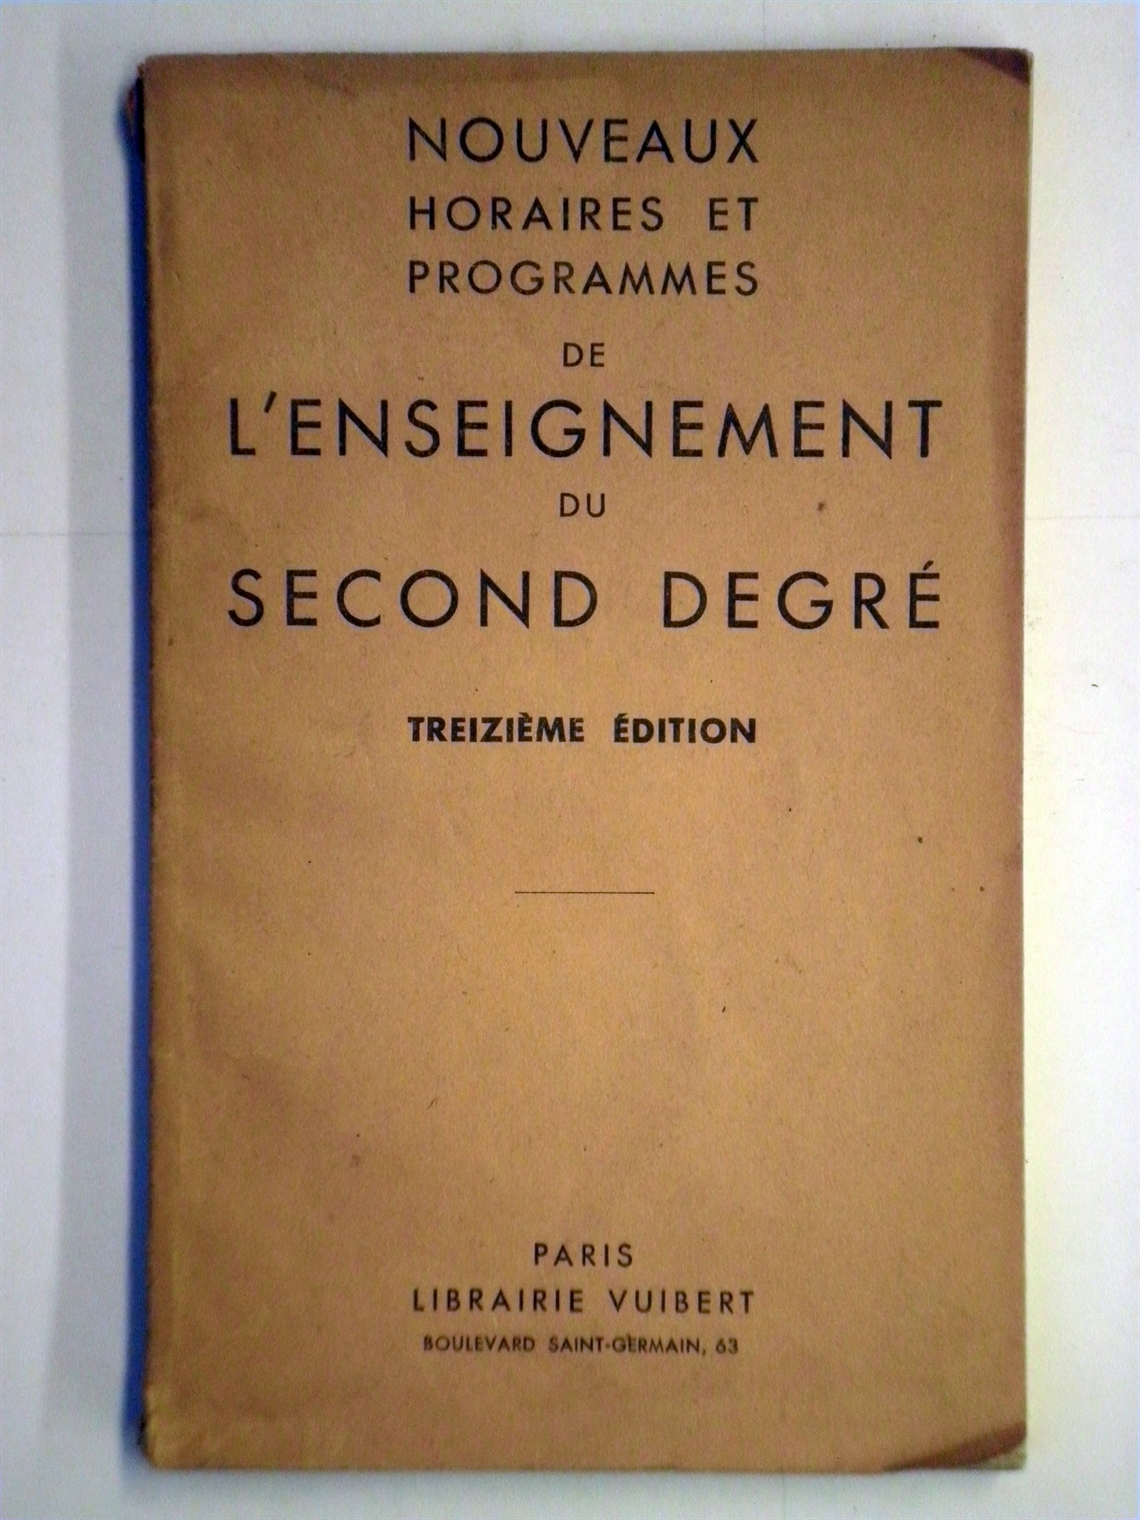 NOUVEAUX
HORAIRES ET
PROGRAMMES
DE
L'ENSEIGNEMENT
DU
SECOND DEGRÉ
TREIZIÈME ÉDITION
PARIS
LIBRAIRIE VUIBERT
BOULEVARD SAINT-GERMAIN, 63